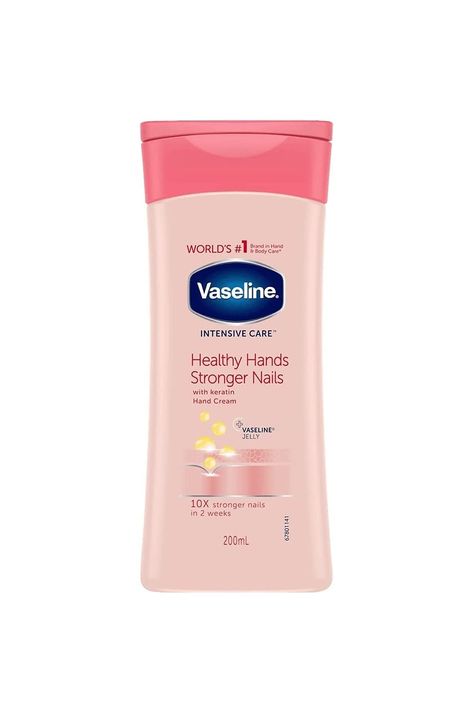 WORLD'S #1 Brand in Hand
& Body Care*
Vaseline.
INTENSIVE CARE™
Healthy Hands
Stronger Nails
with keratin
Hand Cream
VASELINE®
JELLY
10X stronger nails
in 2 weeks
67801141
200mL